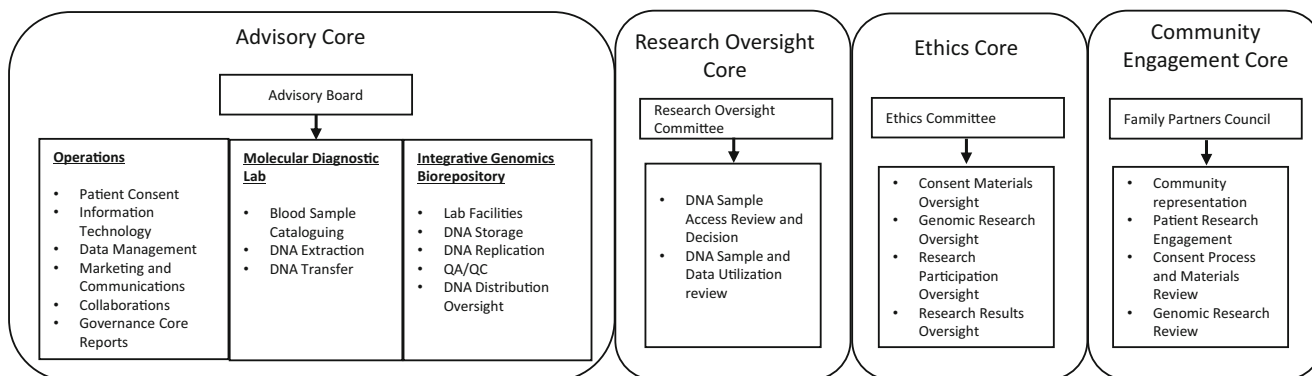 Advisory Core
Advisory Board
Operations
• Patient Consent
• Information
Technology
• Data Management
• Marketing and
Communications
• Collaborations
• Governance Core
Reports
Molecular Diagnostic
Lab
• Blood Sample
Cataloguing
• DNA Extraction
• DNA Transfer
Integrative Genomics
Biorepository
• Lab Facilities
• DNA Storage
• DNA Replication
• QA/QC
• DNA Distribution
Oversight
Research Oversight
Core
Research Oversight
Committee
• DNA Sample
Access Review and
Decision
• DNA Sample and
Data Utilization
review
Ethics Core
Ethics Committee
• Consent Materials
Oversight
• Genomic Research
Oversight
• Research
Participation
Oversight
• Research Results
Oversight
Community
Engagement Core
Family Partners Council
• Community
representation
• Patient Research
Engagement
• Consent Process
and Materials
Review
• Genomic Research
Review